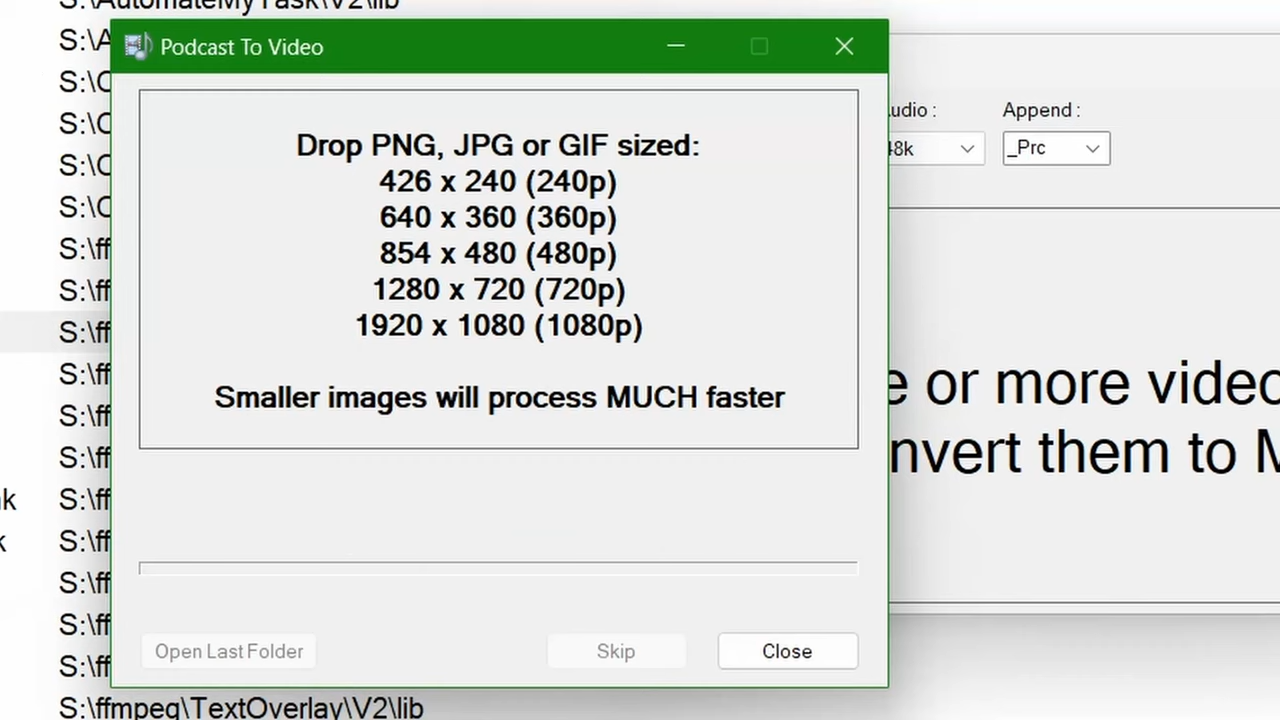 S:\AutomateMyTask\V2\lib
Podcast To Video
Drop PNG, JPG or GIF sized:
426 x 240 (240p)
640 x 360 (360p)
854 x 480 (480p)
1280 x 720 (720p)
1920 x 1080 (1080p)
Smaller images will process MUCH faster
Open Last Folder
Skip
Close
Append :
_Prc
or more
them to
S:\ffmpeg\TextOverlay\V2\lib